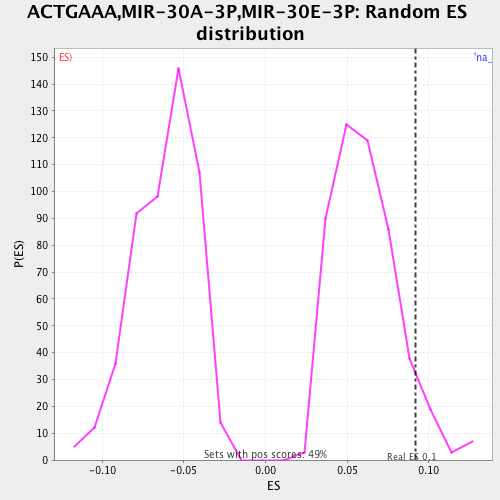 ACTGAAA,MIR-30A-3P,MIR-30E-3P: Random ES
distribution
ES)
'na_
150
140
130
120
110
100
90
80
70
60
50
40
30
20
10
0
P(ES)
Sets with pos scores: 49%
Real ES 0.1
-0.10
-0.05
0.00
0.05
0.10
ES